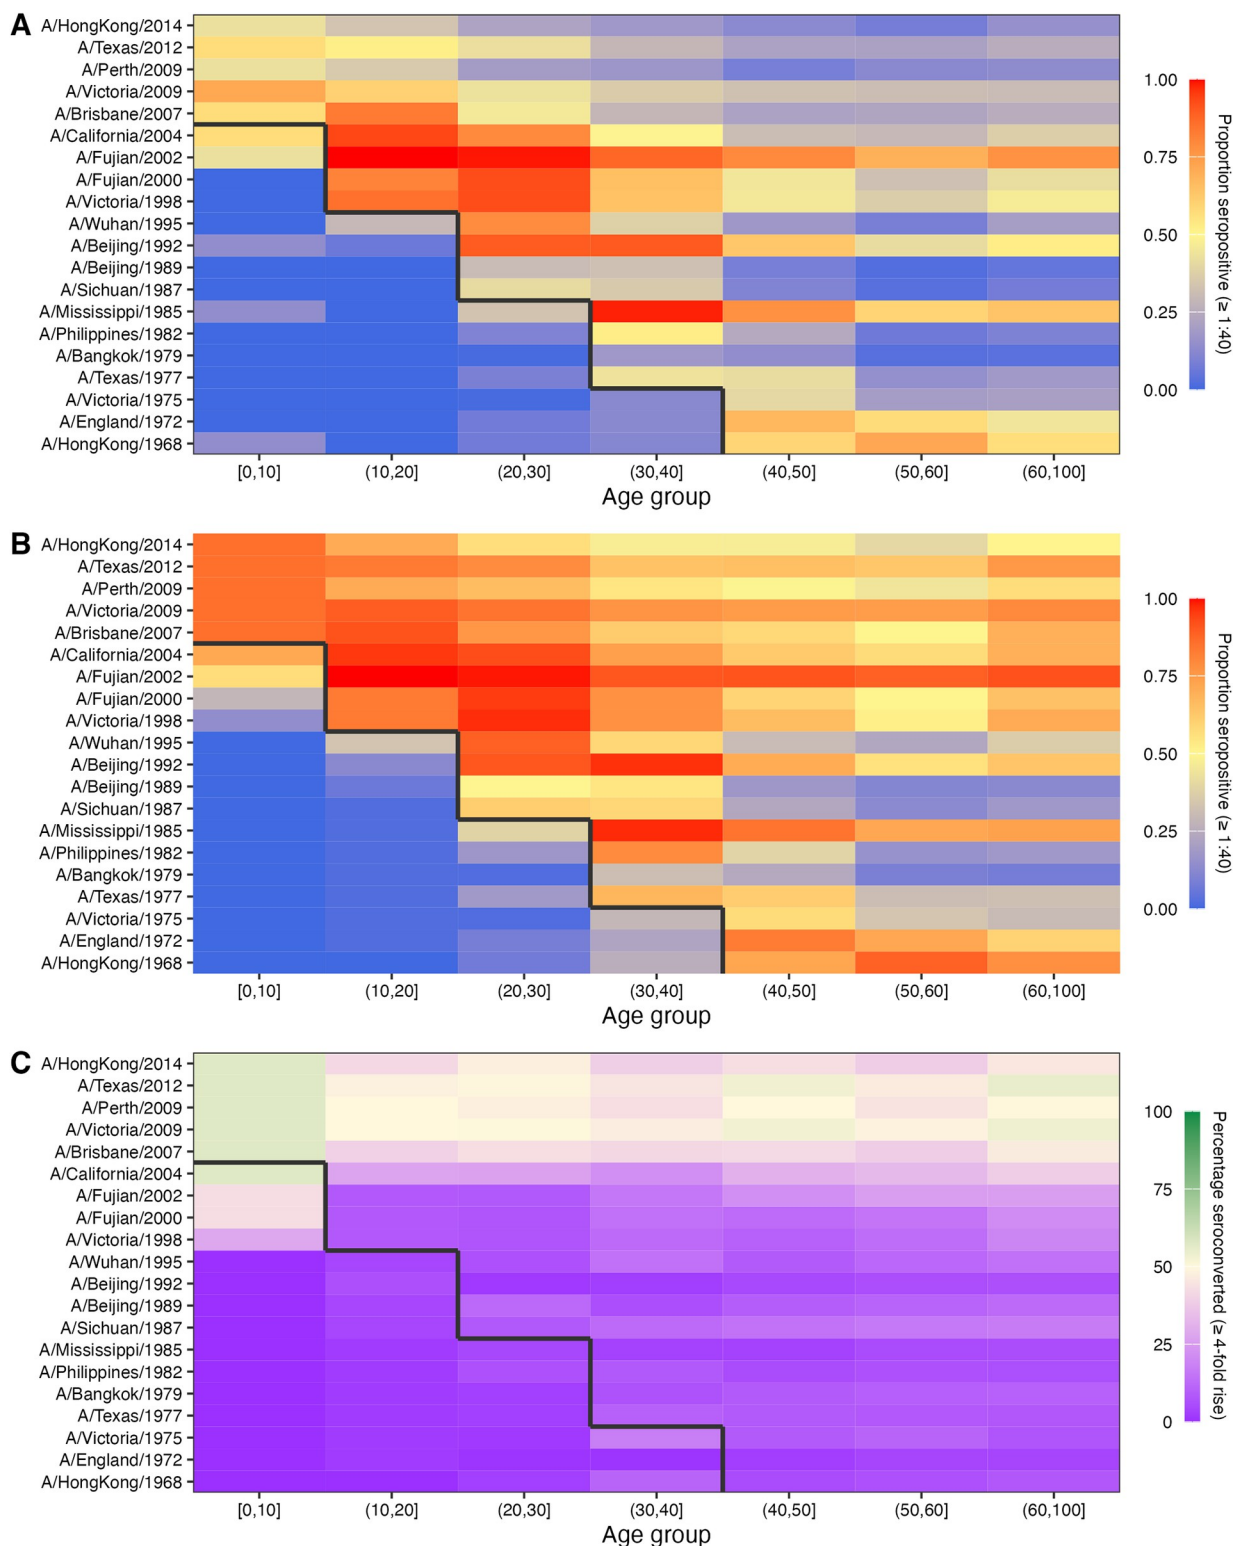 A
A/HongKong/2014
A/Texas/2012
A/Perth/2009
A/Victoria/2009
A/Brisbane/2007
A/California/2004
A/Fujian/2002
A/Fujian/2000
A/Victoria/1998
A/Wuhan/1995
A/Beijing/1992
A/Beijing/1989
A/Sichuan/1987
A/Mississippi/1985
A/Philippines/1982
A/Bangkok/1979
A/Texas/1977
A/Victoria/1975
A/England/1972
A/HongKong/1968
[0,10] (10,20] (20,30] (30,40] (40,50] (50,60] (60,100]
Age group
1.00
0.75
0.50
0.25
0.00
Proportion seropositive (≥ 1:40)
B
A/HongKong/2014
A/Texas/2012
A/Perth/2009
A/Victoria/2009
A/Brisbane/2007
A/California/2004
A/Fujian/2002
A/Fujian/2000
A/Victoria/1998
A/Wuhan/1995
A/Beijing/1992
A/Beijing/1989
A/Sichuan/1987
A/Mississippi/1985
A/Philippines/1982
A/Bangkok/1979
A/Texas/1977
A/Victoria/1975
A/England/1972
A/HongKong/1968
[0,10] (10,20] (20,30] (30,40] (40,50] (50,60] (60,100]
Age group
1.00
0.75
0.50
0.25
0.00
Proportion seropositive (≥ 1:40)
C
A/HongKong/2014
A/Texas/2012
A/Perth/2009
A/Victoria/2009
A/Brisbane/2007
A/California/2004
A/Fujian/2002
A/Fujian/2000
A/Victoria/1998
A/Wuhan/1995
A/Beijing/1992
A/Beijing/1989
A/Sichuan/1987
A/Mississippi/1985
A/Philippines/1982
A/Bangkok/1979
A/Texas/1977
A/Victoria/1975
A/England/1972
A/HongKong/1968
[0,10] (10,20] (20,30] (30,40] (40,50] (50,60] (60,100]
Age group
100
75
50
25
0
Percentage seroconverted (≥ 4-fold rise)